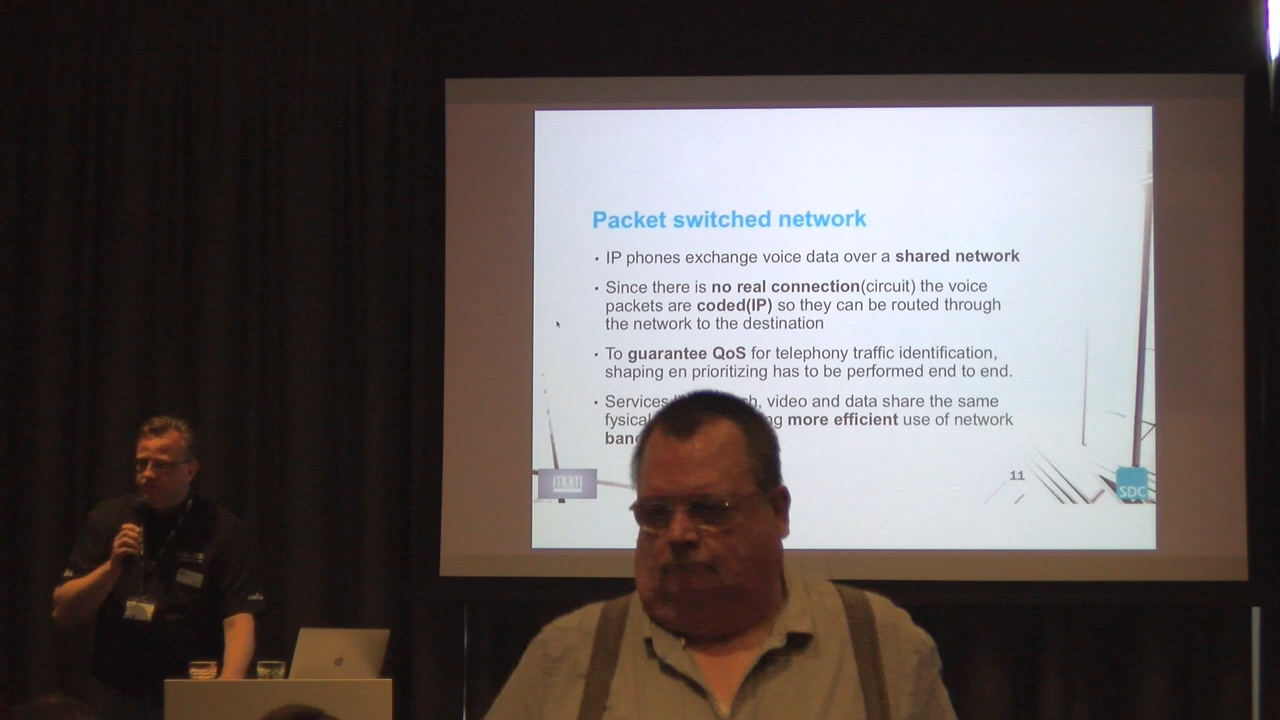 Packet switched network
• IP phones exchange voice data over a shared network
• Since there is no real connection(circuit) the voice
packets are coded(IP) so they can be routed through
the network to the destination
• To guarantee QoS for telephony traffic identification,
shaping en prioritizing has to be performed end to end.
• Services video and data share the same
fysical more efficient use of network
11
SDC